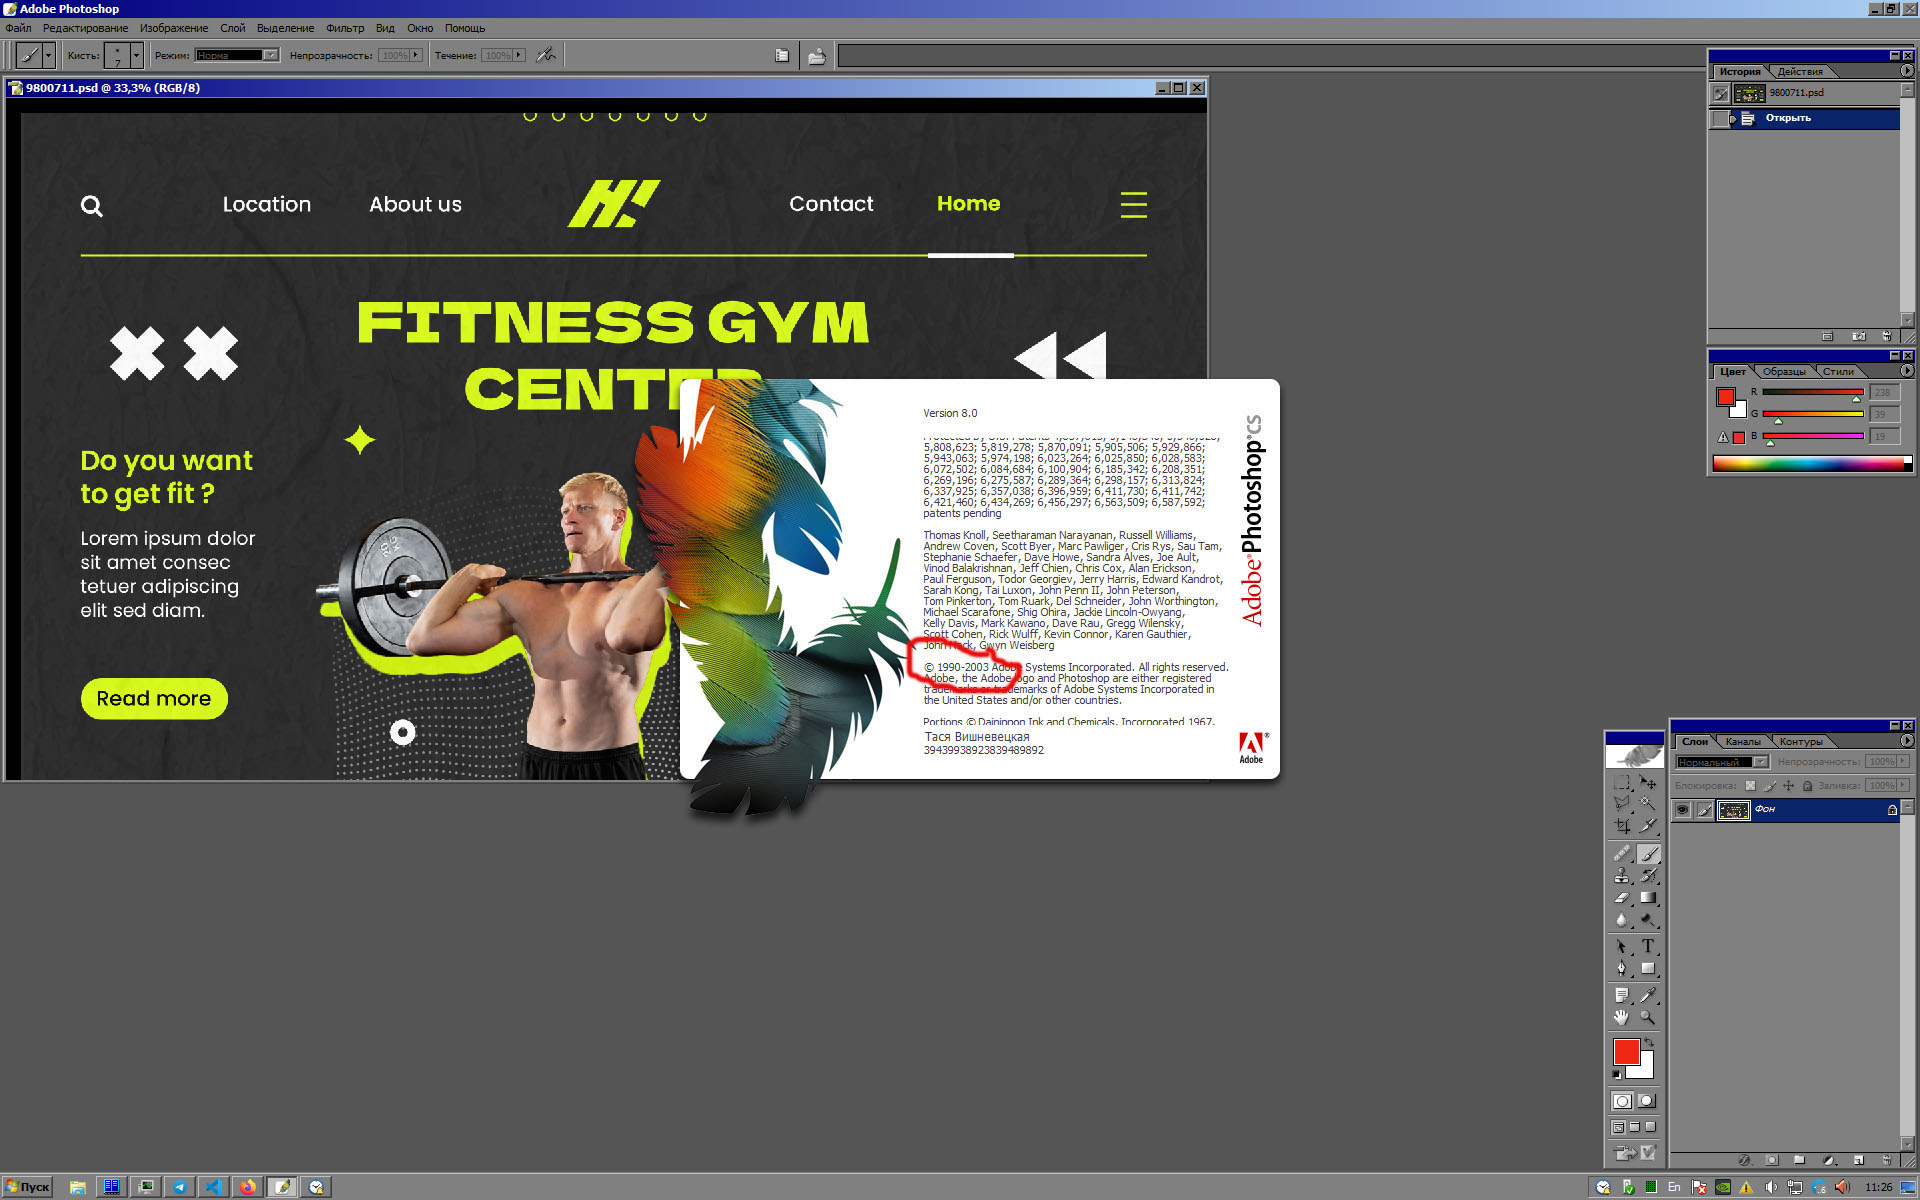 Adobe Photoshop
Файл Редактирование Изображение Слой Выделение Фильтр Вид Окно Помощь
Кисть: 7 Режим: Норма Непрозрачность: 100% Течение: 100%
9800711.psd @ 33,3% (RGB/8)
Location About us Contact Home
FITNESS GYM
CENTER
Do you want
to get fit ?
Lorem ipsum dolor
sit amet consec
tetuer adipiscing
elit sed diam.
Read more
Version 8.0
5,808,623; 5,819,278; 5,870,091; 5,905,506; 5,929,866;
5,943,063; 5,974,198; 6,023,264; 6,025,850; 6,028,583;
6,072,502; 6,084,684; 6,100,904; 6,185,342; 6,208,351;
6,269,196; 6,275,587; 6,289,364; 6,298,157; 6,313,824;
6,337,925; 6,357,038; 6,396,959; 6,411,730; 6,411,742;
6,421,460; 6,434,269; 6,456,297; 6,563,509; 6,587,592;
patents pending
Thomas Knoll, Seetharaman Narayanan, Russell Williams,
Andrew Coven, Scott Byer, Marc Pawliger, Cris Rys, Sau Tam,
Stephanie Schaefer, Dave Howe, Sandra Alves, Joe Ault,
Vinod Balakrishnan, Jeff Chien, Chris Cox, Alan Erickson,
Paul Ferguson, Todor Georgiev, Jerry Harris, Edward Kandrot,
Sarah Kong, Tai Luxon, John Penn II, John Peterson,
Tom Pinkerton, Tom Ruark, Del Schneider, John Worthington,
Michael Scarafone, Shig Ohira, Jackie Lincoln-Owyang,
Kelly Davis, Mark Kawano, Dave Rau, Gregg Wilensky,
Scott Cohen, Rick Wulff, Kevin Connor, Karen Gauthier,
John Nack, Gwyn Weisberg
© 1990-2003 Adobe Systems Incorporated. All rights reserved.
Adobe, the Adobe logo and Photoshop are either registered
trademarks or trademarks of Adobe Systems Incorporated in
the United States and/or other countries.
Portions © Dainippon Ink and Chemicals, Incorporated 1967,
Тася Вишневецкая
39439938923839489892
Adobe® Photoshop® CS
Adobe
История Действия
9800711.psd
Открыть
Цвет Образцы Стили
R 238
G 39
B 19
Слои Каналы Контуры
Нормальный Непрозрачность: 100%
Блокировка: Заливка: 100%
Фон
Пуск
En
11:26